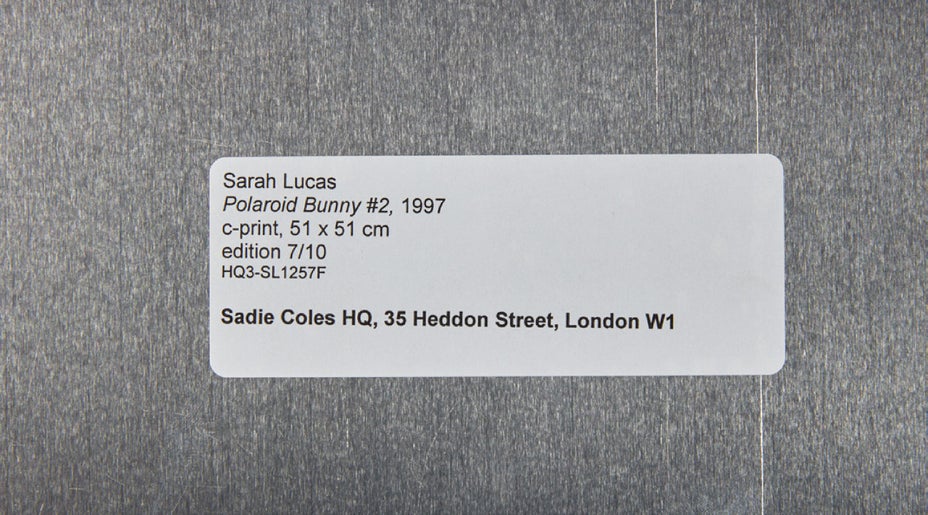 Sarah Lucas
Polaroid Bunny #2, 1997
c-print, 51 x 51 cm
edition 7/10
HQ3-SL1257F
Sadie Coles HQ, 35 Heddon Street, London W1